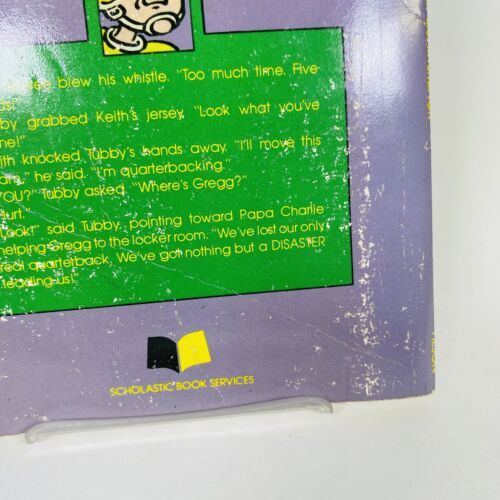 blew his whistle. "Too much time. Five
grabbed Keith's jersey. "Look what you've
knocked Tubby's hands away. "I'll move this
he said. "I'm quarterbacking."
YOU?" Tubby asked. "Where's Gregg?"
said Tubby, pointing toward Papa Charlie
helping Gregg to the locker room. "We've lost our only
real quarterback. We've got nothing but a DISASTER
leading us!"
SCHOLASTIC BOOK SERVICES